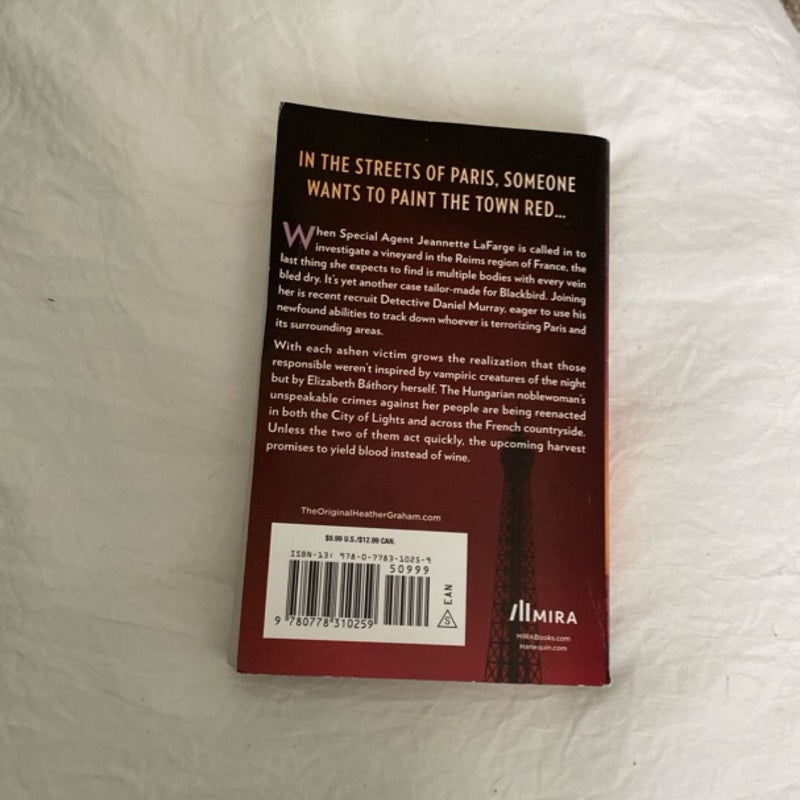 IN THE STREETS OF PARIS, SOMEONE
WANTS TO PAINT THE TOWN RED...
When Special Agent Jeannette LaFarge is called in to
investigate a vineyard in the Reims region of France, the
last thing she expects to find is multiple bodies with every vein
bled dry. It's yet another case tailor-made for Blackbird. Joining
her is recent recruit Detective Daniel Murray, eager to use his
newfound abilities to track down whoever is terrorizing Paris and
its surrounding areas.
With each ashen victim grows the realization that those
responsible weren't inspired by vampiric creatures of the night
but by Elizabeth Báthory herself. The Hungarian noblewoman's
unspeakable crimes against her people are being reenacted
in both the City of Lights and across the French countryside.
Unless the two of them act quickly, the upcoming harvest
promises to yield blood instead of wine.
TheOriginalHeatherGraham.com
$9.99 U.S./$12.99 CAN.
ISBN-13: 978-0-7783-1025-9
50999
9 780778 310259
S EAN
MIRA
MIRABooks.com
Harlequin.com